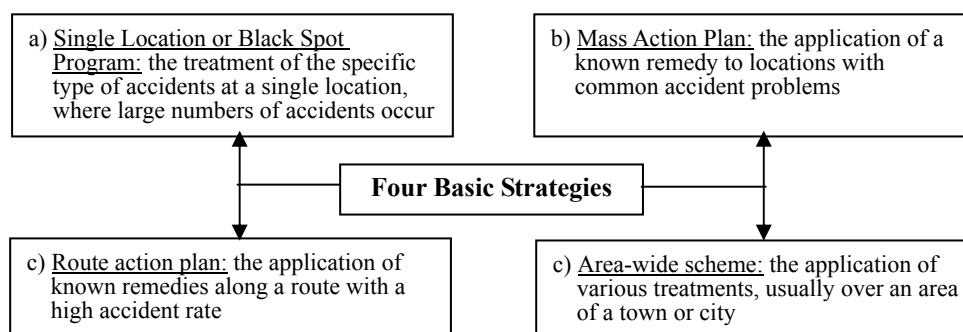 a) Single Location or Black Spot
Program: the treatment of the specific
type of accidents at a single location,
where large numbers of accidents occur
b) Mass Action Plan: the application of a
known remedy to locations with
common accident problems
Four Basic Strategies
c) Route action plan: the application of
known remedies along a route with a
high accident rate
c) Area-wide scheme: the application of
various treatments, usually over an area
of a town or city